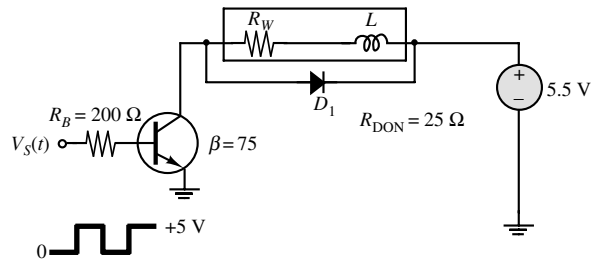 R_W
L
D_1
+
−
5.5 V
R_DON = 25 Ω
R_B = 200 Ω
V_S(t)
β = 75
+5 V
0